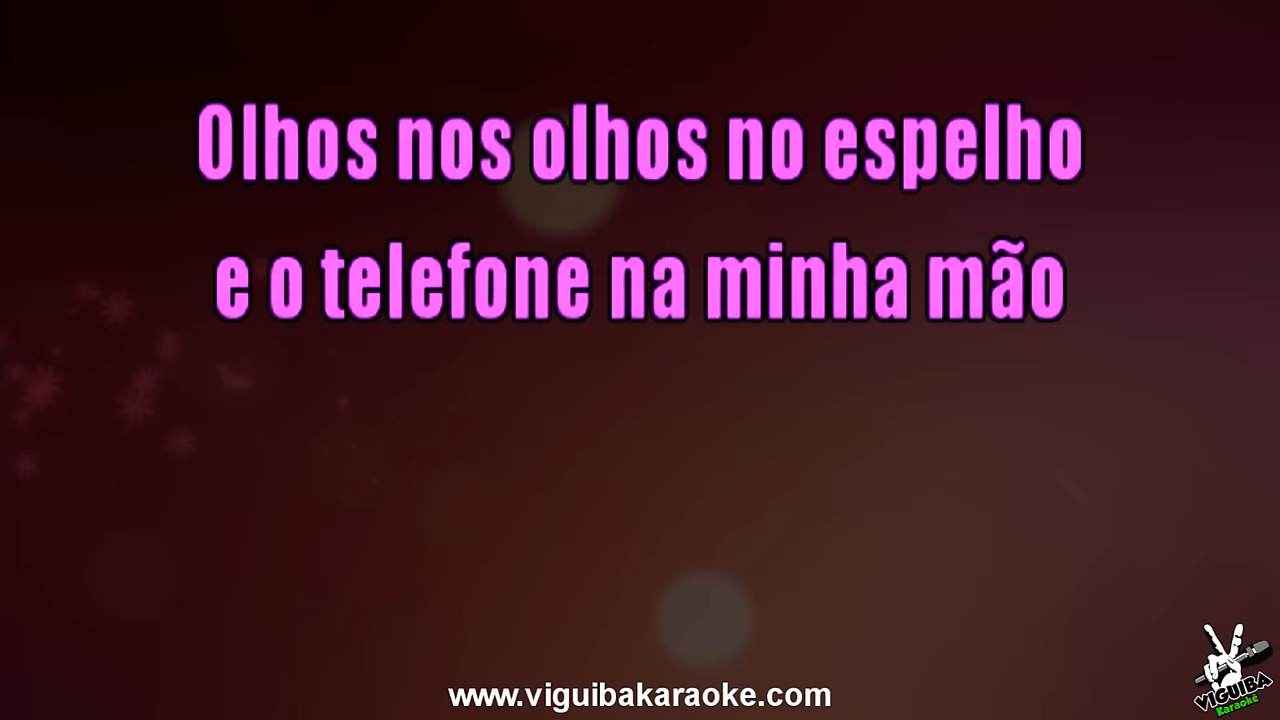 Olhos nos olhos no espelho
e o telefone na minha mão
www.viguibakaraoke.com
VIGUIBA
Karaokê